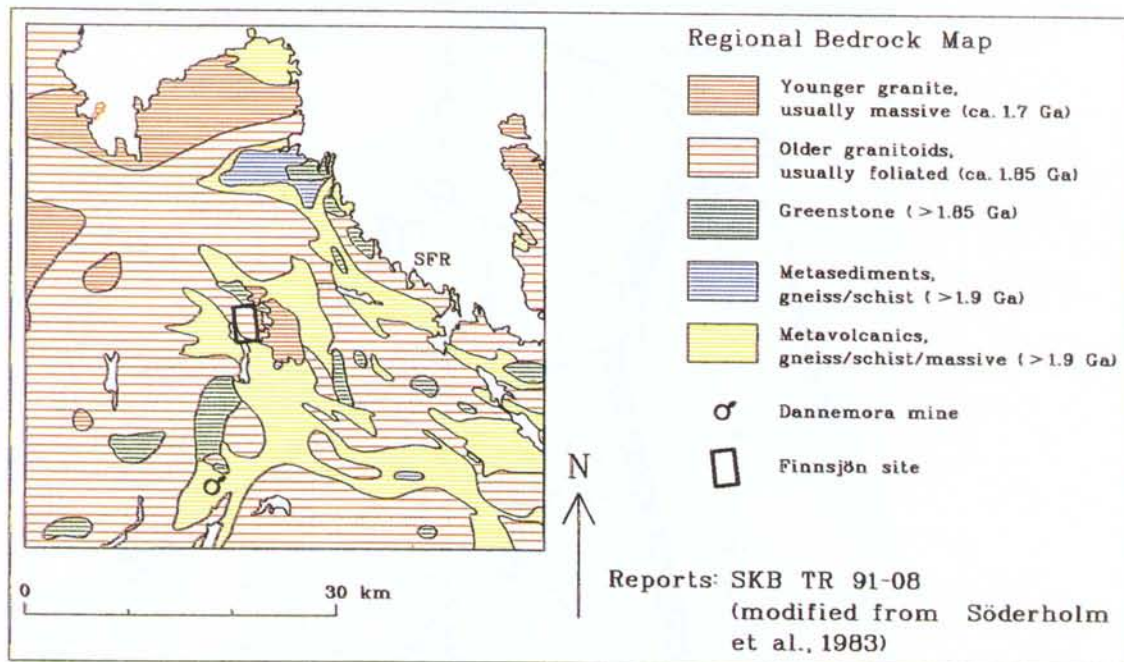 Regional Bedrock Map
Younger granite,
usually massive (ca. 1.7 Ga)
Older granitoids,
usually foliated (ca. 1.85 Ga)
Greenstone (>1.85 Ga)
Metasediments,
gneiss/schist (>1.9 Ga)
Metavolcanics,
gneiss/schist/massive (>1.9 Ga)
Dannemora mine
Finnsjön site
SFR
N
0 30 km
Reports: SKB TR 91-08
(modified from Söderholm
et al., 1983)